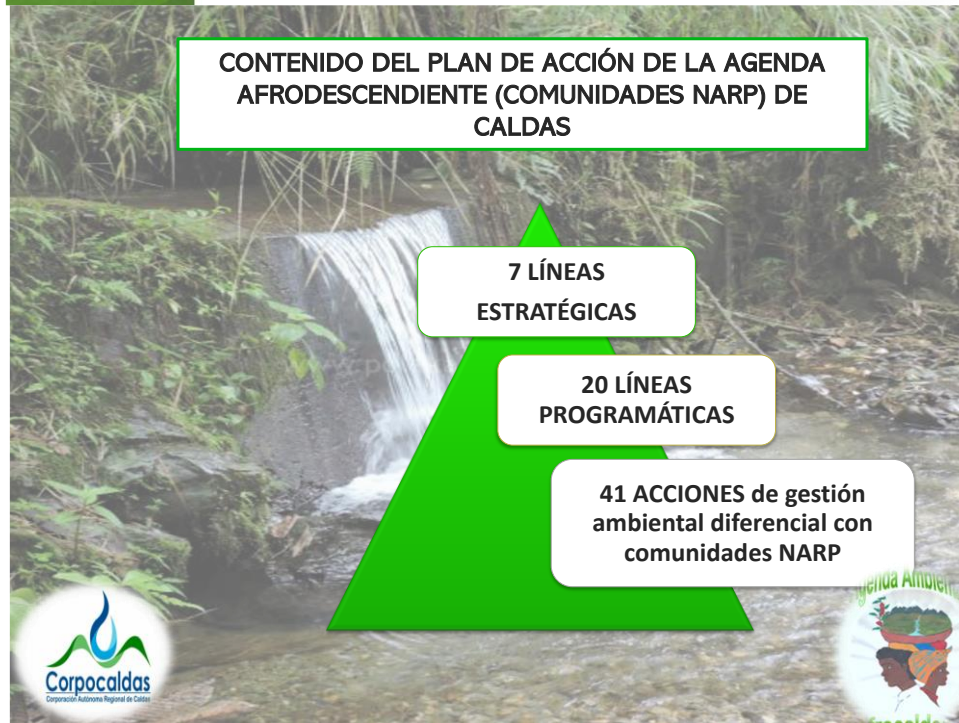 CONTENIDO DEL PLAN DE ACCIÓN DE LA AGENDA
AFRODESCENDIENTE (COMUNIDADES NARP) DE
CALDAS
7 LÍNEAS
ESTRATÉGICAS
20 LÍNEAS
PROGRAMÁTICAS
41 ACCIONES de gestión
ambiental diferencial con
comunidades NARP
Corpocaldas
Corporación Autónoma Regional de Caldas